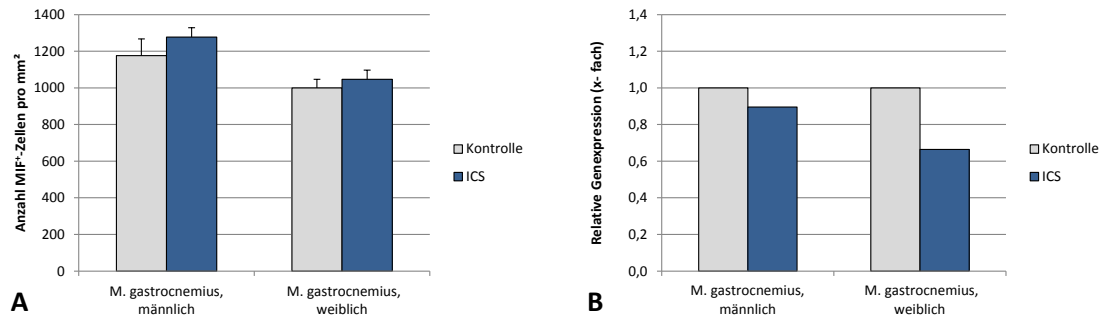 1400
1200
1000
800
600
400
200
0
Anzahl MIF⁺-Zellen pro mm²
M. gastrocnemius,
männlich
M. gastrocnemius,
weiblich
Kontrolle
ICS
A
1,4
1,2
1,0
0,8
0,6
0,4
0,2
0,0
Relative Genexpression (x- fach)
M. gastrocnemius,
männlich
M. gastrocnemius,
weiblich
Kontrolle
ICS
B